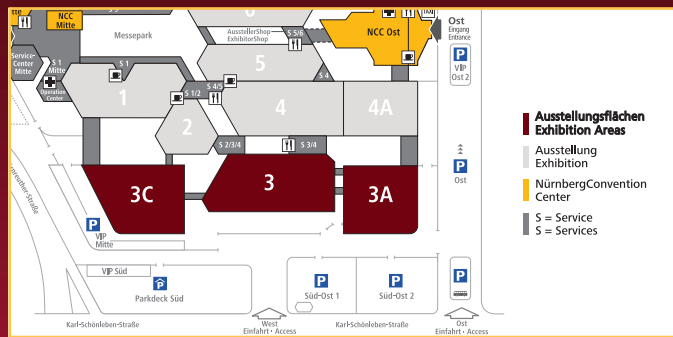 NCC
Mitte
Mitte
Messepark
AusstellerShop
ExhibitorShop
S 5/6
NCC Ost
Ost
Eingang
Entrance
P
VIP
Ost 2
Service-
Center
Mitte
S 1
Mitte
Operation
Center
S 1
5
S 4
S 1/2
S 4/5
1
2
4
4A
S 2/3/4
S 3/4
3C
3
3A
P
Ost
P
VIP
Mitte
VIP Süd
P
Parkdeck Süd
P
Süd-Ost 1
P
Süd-Ost 2
P
Karl-Schönleben-Straße
West
Einfahrt · Access
Karl-Schönleben-Straße
Ost
Einfahrt · Access
Ausstellungsflächen
Exhibition Areas
Ausstellung
Exhibition
NürnbergConvention
Center
S = Service
S = Services